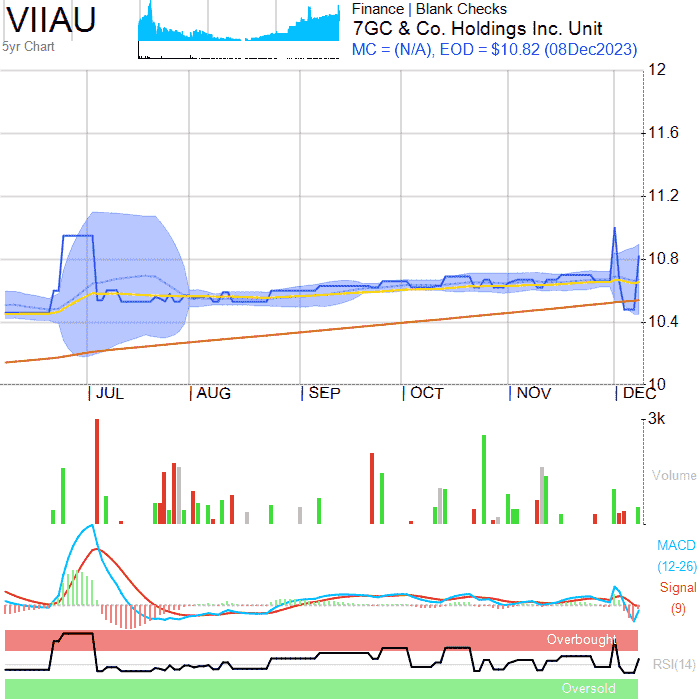 VIIAU
5yr Chart
Finance | Blank Checks
7GC & Co. Holdings Inc. Unit
MC = (N/A), EOD = $10.82 (08Dec2023)
12
11.6
11.2
10.8
10.4
10
JUL AUG SEP OCT NOV DEC
3k
Volume
MACD
(12-26)
Signal
(9)
Overbought
RSI(14)
Oversold